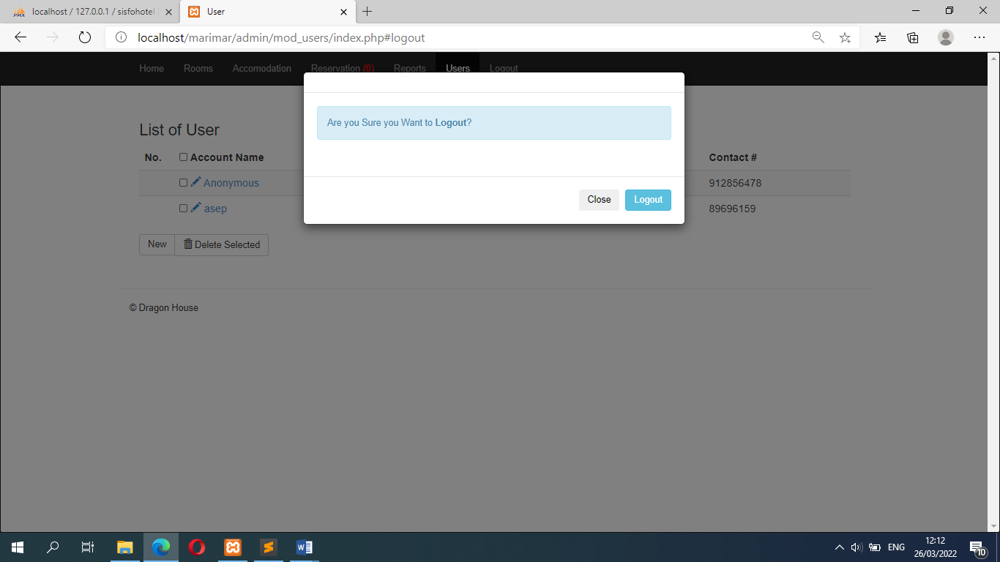 localhost / 127.0.0.1 / sisfohotel
User
localhost/marimar/admin/mod_users/index.php#logout
Home Rooms Accomodation Reservation (0) Reports Users Logout
Are you Sure you Want to Logout?
List of User
No. Account Name Contact #
Anonymous 912856478
asep 89696159
Close Logout
New Delete Selected
© Dragon House
ENG
12:12
26/03/2022
10